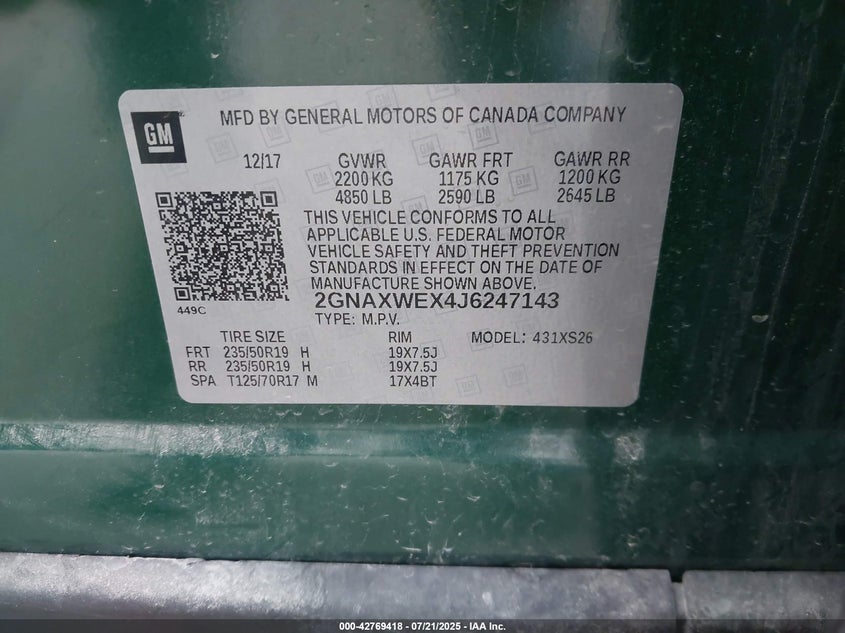 GM
MFD BY GENERAL MOTORS OF CANADA COMPANY
12/17 GVWR GAWR FRT GAWR RR
2200 KG 1175 KG 1200 KG
4850 LB 2590 LB 2645 LB
THIS VEHICLE CONFORMS TO ALL
APPLICABLE U.S. FEDERAL MOTOR
VEHICLE SAFETY AND THEFT PREVENTION
STANDARDS IN EFFECT ON THE DATE OF
MANUFACTURE SHOWN ABOVE.
449C
2GNAXWEX4J6247143
TYPE: M.P.V.
TIRE SIZE RIM MODEL: 431XS26
FRT 235/50R19 H 19X7.5J
RR 235/50R19 H 19X7.5J
SPA T125/70R17 M 17X4BT
000-42769418 - 07/21/2025 - IAA Inc.